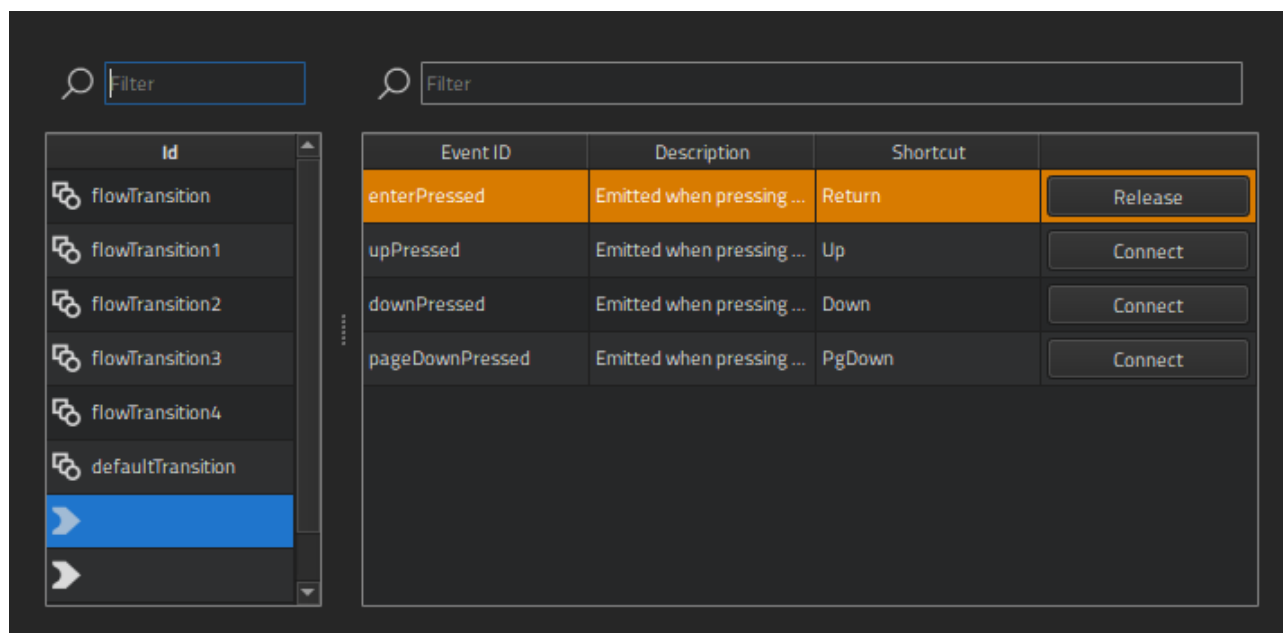 Filter
Filter
Id
flowTransition
flowTransition1
flowTransition2
flowTransition3
flowTransition4
defaultTransition
Event ID Description Shortcut
enterPressed Emitted when pressing ... Return Release
upPressed Emitted when pressing ... Up Connect
downPressed Emitted when pressing ... Down Connect
pageDownPressed Emitted when pressing ... PgDown Connect